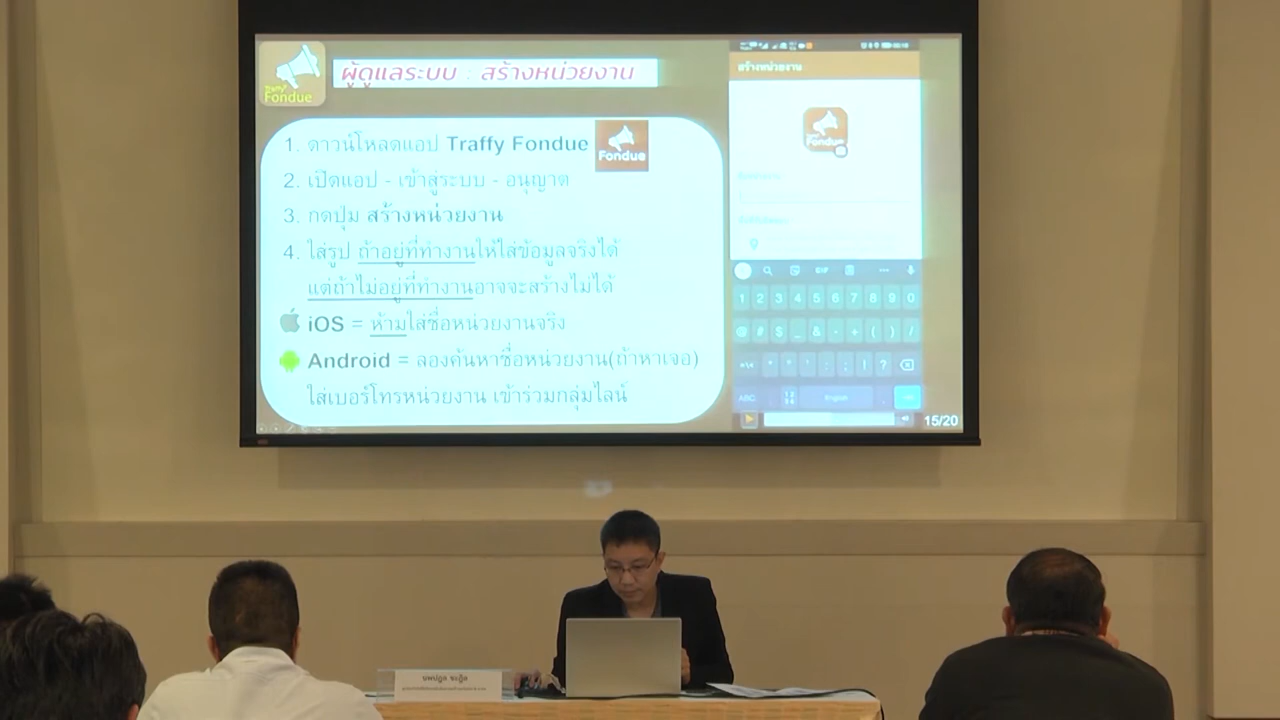 ผู้ดูแลระบบ : สร้างหน่วยงาน
Traffy
Fondue
1. ดาวน์โหลดแอป Traffy Fondue
Fondue
2. เปิดแอป - เข้าสู่ระบบ - อนุญาต
3. กดปุ่ม สร้างหน่วยงาน
4. ใส่รูป ถ้าอยู่ที่ทำงานให้ใส่ข้อมูลจริงได้
แต่ถ้าไม่อยู่ที่ทำงานอาจจะสร้างไม่ได้
iOS = ห้ามใส่ชื่อหน่วยงานจริง
Android = ลองค้นหาชื่อหน่วยงาน(ถ้าหาเจอ)
ใส่เบอร์โทรหน่วยงาน เข้าร่วมกลุ่มไลน์
สร้างหน่วยงาน
Fondue
GIF
1 2 3 4 5 6 7 8 9 0
@ # $ _ & - + ( ) /
ABC English
15/20